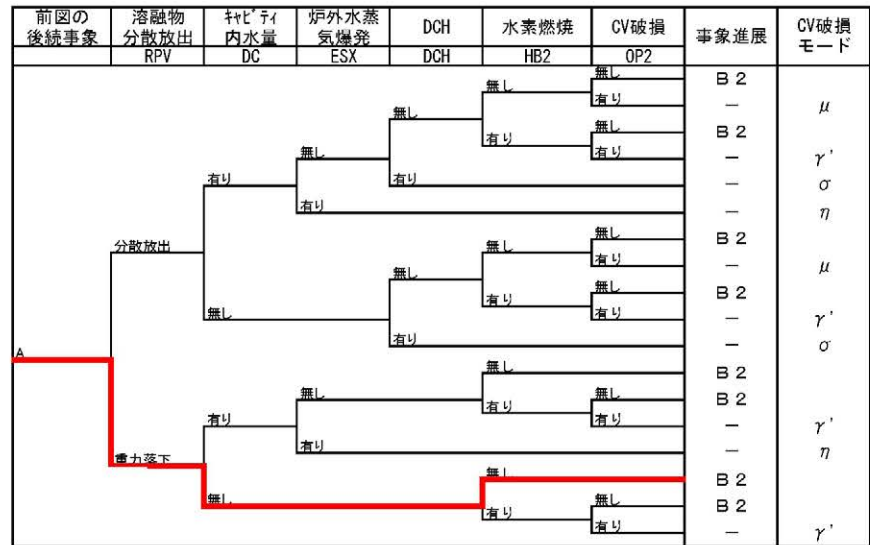 前図の 溶融物 ｷｬﾋﾞﾃｨ 炉外水蒸 DCH 水素燃焼 CV破損 事象進展 CV破損
後続事象 分散放出 内水量 気爆発 モード
RPV DC ESX DCH HB2 OP2
無し B2
無し
有り － μ
無し
無し B2
有り
有り － γ'
無し
有り － σ
有り
有り － η
無し B2
分散放出 無し
有り － μ
無し
無し B2
有り
無し 有り － γ'
有り － σ
A
無し B2
無し
無し B2
有り
有り 有り － γ'
有り － η
重力落下
無し B2
無し
無し B2
有り
有り － γ'